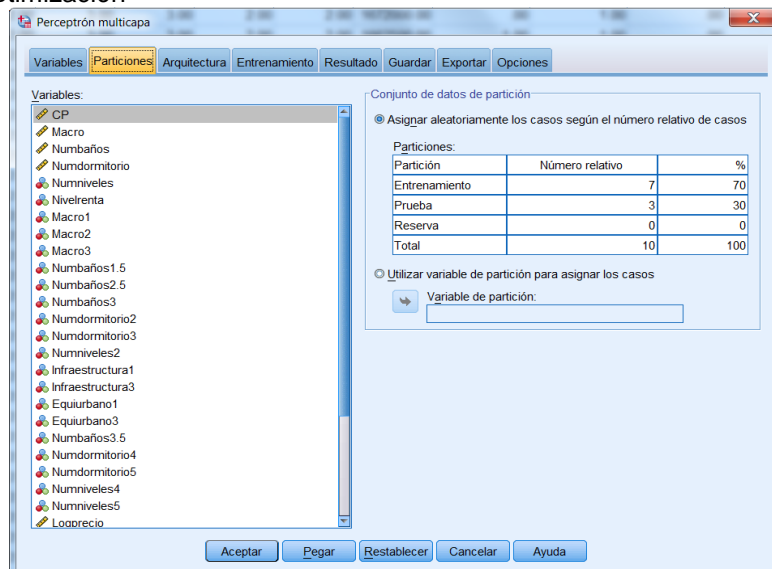 timización
Perceptrón multicapa
Variables Particiones Arquitectura Entrenamiento Resultado Guardar Exportar Opciones
Variables:
CP
Macro
Numbaños
Numdormitorio
Numniveles
Nivelrenta
Macro1
Macro2
Macro3
Numbaños1.5
Numbaños2.5
Numbaños3
Numdormitorio2
Numdormitorio3
Numniveles2
Infraestructura1
Infraestructura3
Equiurbano1
Equiurbano3
Numbaños3.5
Numdormitorio4
Numdormitorio5
Numniveles4
Numniveles5
Logprecio
Conjunto de datos de partición
Asignar aleatoriamente los casos según el número relativo de casos
Particiones:
Partición Número relativo %
Entrenamiento 7 70
Prueba 3 30
Reserva 0 0
Total 10 100
Utilizar variable de partición para asignar los casos
Variable de partición:
Aceptar Pegar Restablecer Cancelar Ayuda